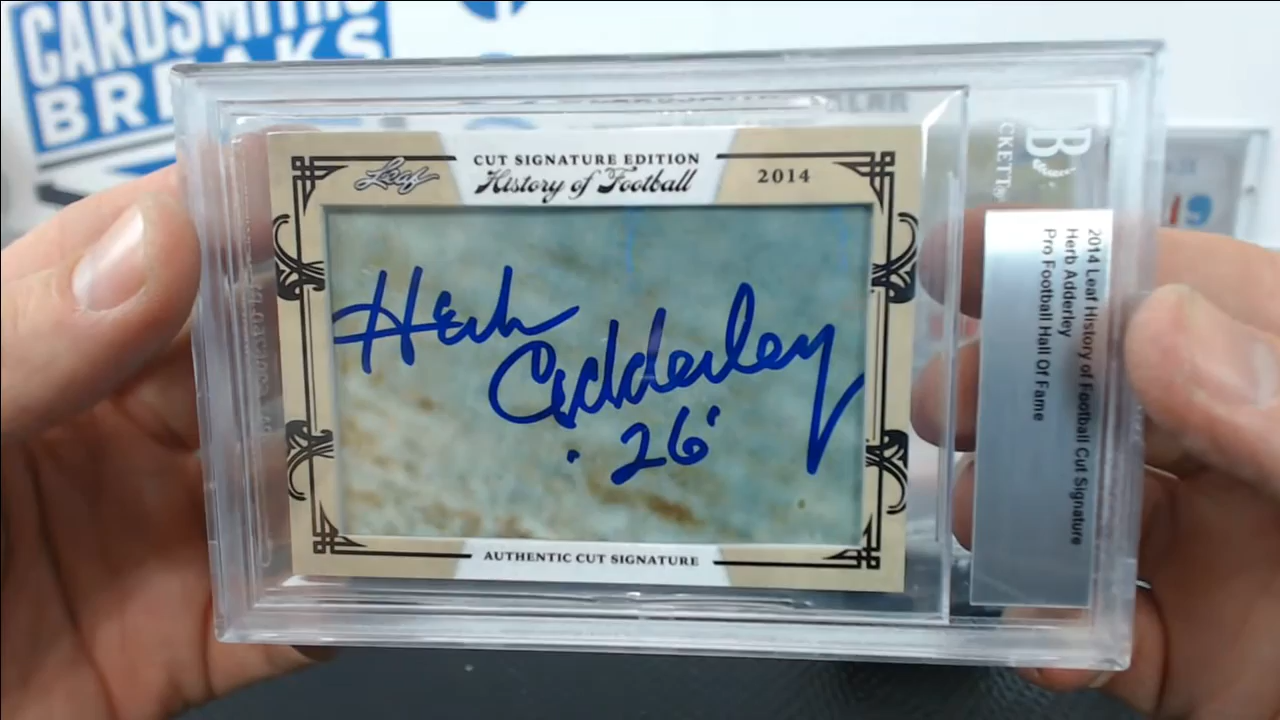 CARDSMITHS
BREAKS
Leaf
CUT SIGNATURE EDITION
History of Football
2014
Herb
Adderley
26
AUTHENTIC CUT SIGNATURE
B
CKETT
2014 Leaf History of Football Cut Signature
Herb Adderley
Pro Football Hall Of Fame